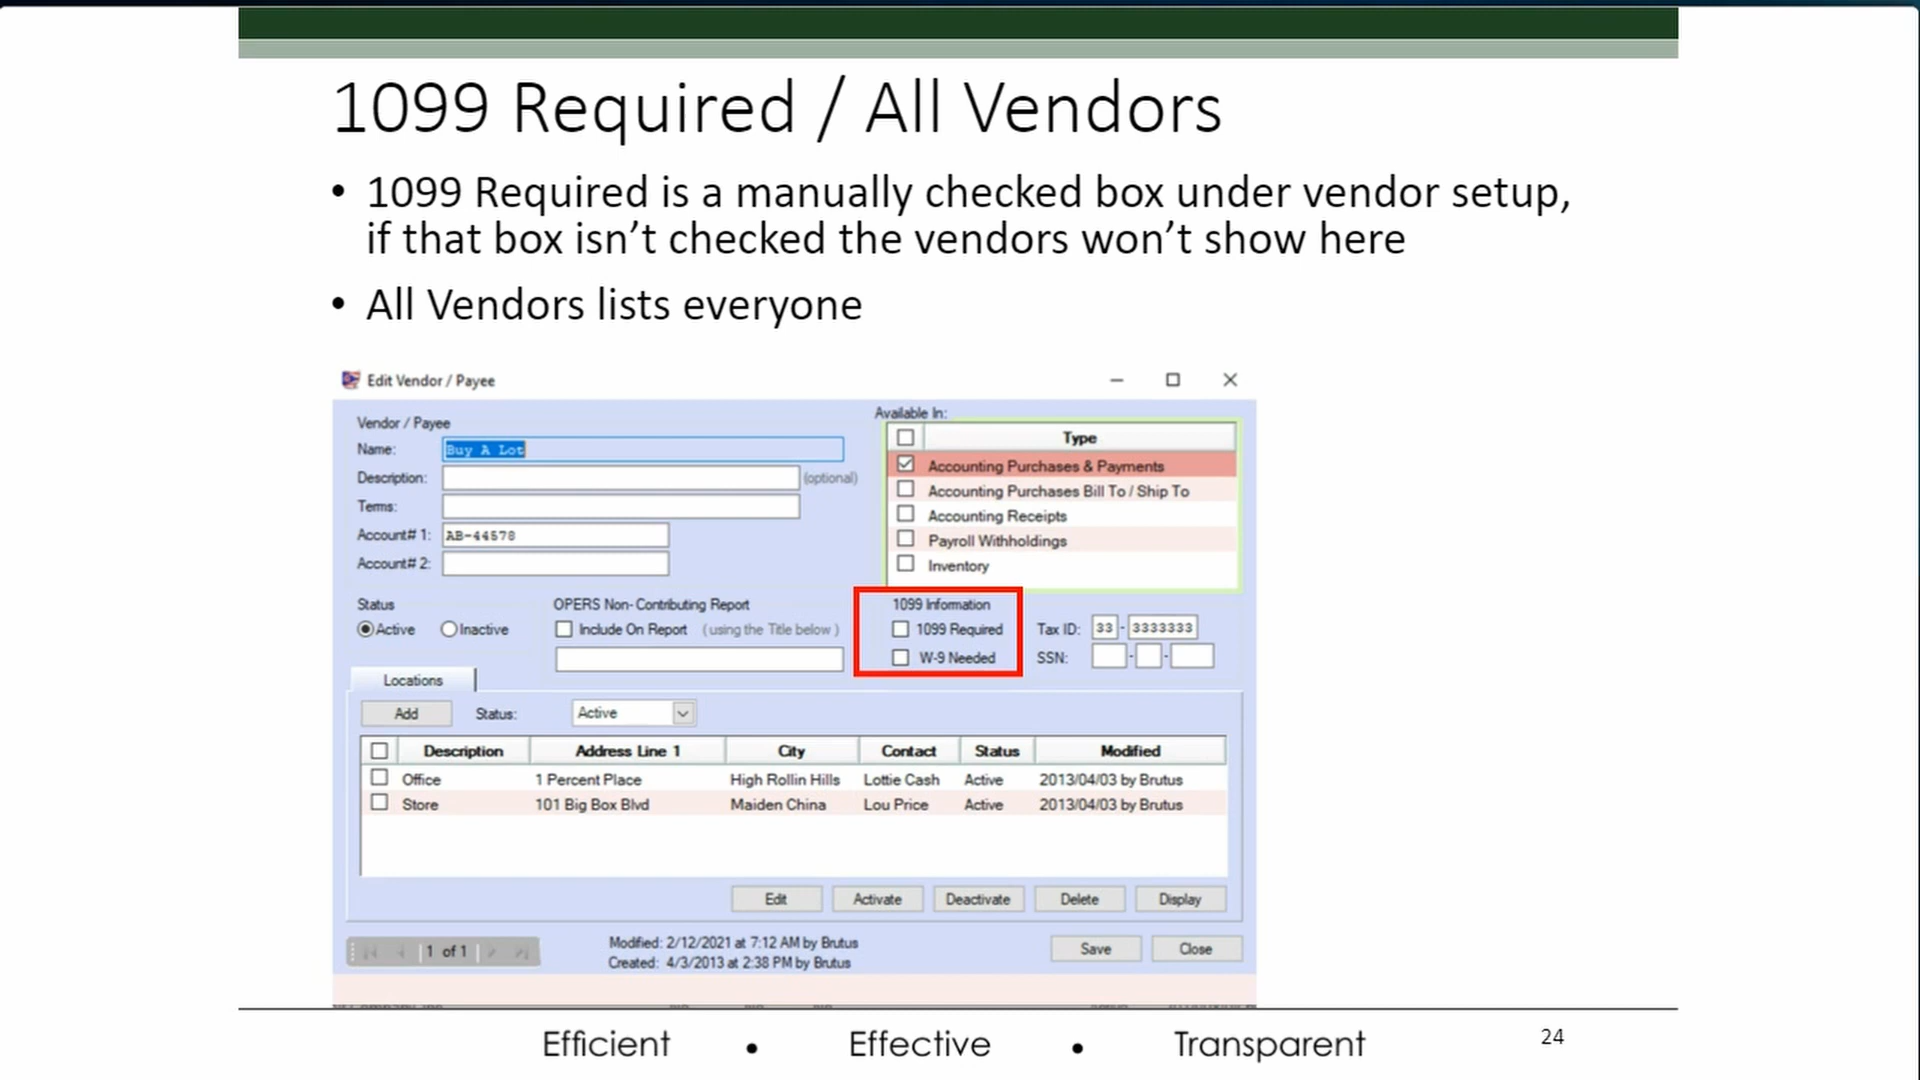 1099 Required / All Vendors
• 1099 Required is a manually checked box under vendor setup,
if that box isn’t checked the vendors won’t show here
• All Vendors lists everyone
Edit Vendor / Payee
Vendor / Payee
Name: Buy A Lot
Description: (optional)
Terms:
Account# 1: AB-44578
Account# 2:
Available In:
Type
Accounting Purchases & Payments
Accounting Purchases Bill To / Ship To
Accounting Receipts
Payroll Withholdings
Inventory
Status
Active Inactive
OPERS Non- Contributing Report
Include On Report ( using the Title below )
1099 Information
1099 Required
W-9 Needed
Tax ID: 33 - 3333333
SSN: - -
Locations
Add Status: Active
Description Address Line 1 City Contact Status Modified
Office 1 Percent Place High Rollin Hills Lottie Cash Active 2013/04/03 by Brutus
Store 101 Big Box Blvd Maiden China Lou Price Active 2013/04/03 by Brutus
Edit Activate Deactivate Delete Display
1 of 1
Modified: 2/12/2021 at 7:12 AM by Brutus
Created: 4/3/2013 at 2:38 PM by Brutus
Save Close
Efficient • Effective • Transparent
24